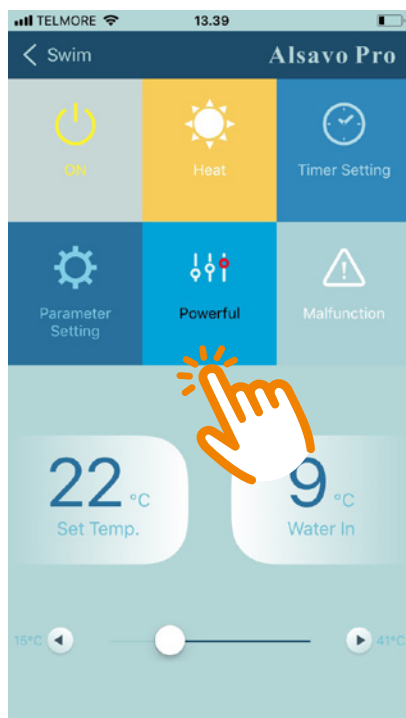 TELMORE 13.39
Swim Alsavo Pro
ON Heat Timer Setting
Parameter
Setting
Powerful
Malfunction
22 °C
Set Temp.
9 °C
Water In
15°C 41°C